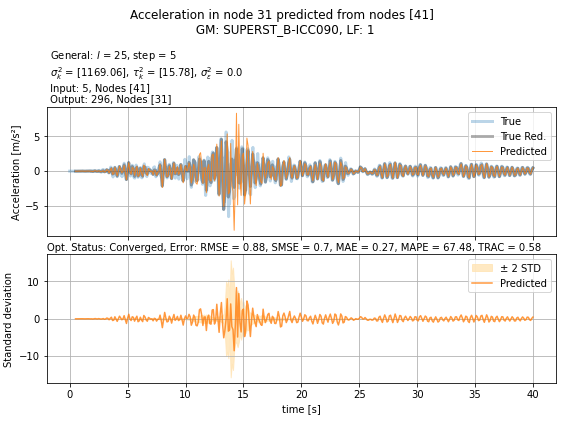 Acceleration in node 31 predicted from nodes [41]
GM: SUPERST_B-ICC090, LF: 1
General: l = 25, step = 5
σ²ₖ = [1169.06], τ²ₖ = [15.78], σ²_ε = 0.0
Input: 5, Nodes [41]
Output: 296, Nodes [31]
Acceleration [m/s²]
5
0
−5
True
True Red.
Predicted
Opt. Status: Converged, Error: RMSE = 0.88, SMSE = 0.7, MAE = 0.27, MAPE = 67.48, TRAC = 0.58
Standard deviation
10
0
−10
± 2 STD
Predicted
0 5 10 15 20 25 30 35 40
time [s]